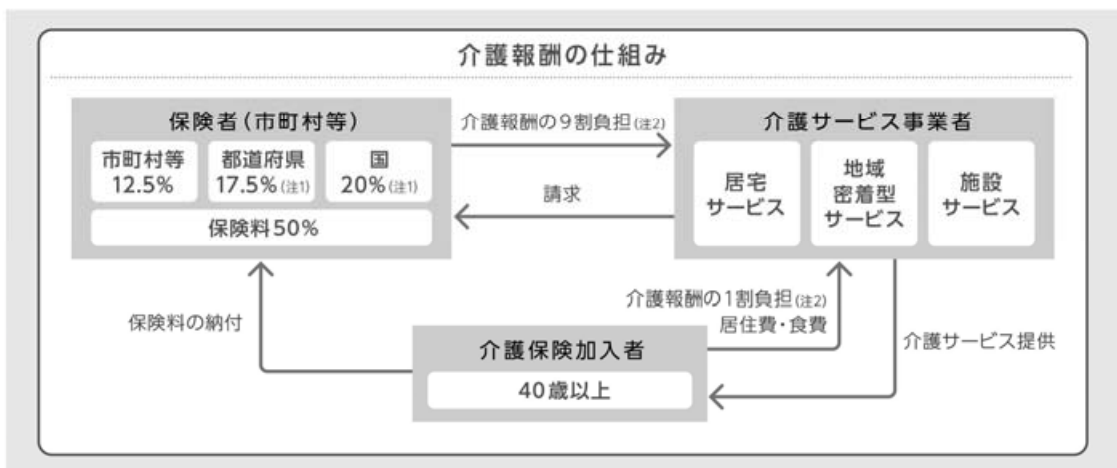 介護報酬の仕組み
保険者(市町村等)
市町村等
12.5%
都道府県
17.5%(注1)
国
20%(注1)
保険料50%
介護報酬の9割負担(注2)
請求
介護サービス事業者
居宅
サービス
地域
密着型
サービス
施設
サービス
保険料の納付
介護報酬の1割負担(注2)
居住費・食費
介護サービス提供
介護保険加入者
40歳以上